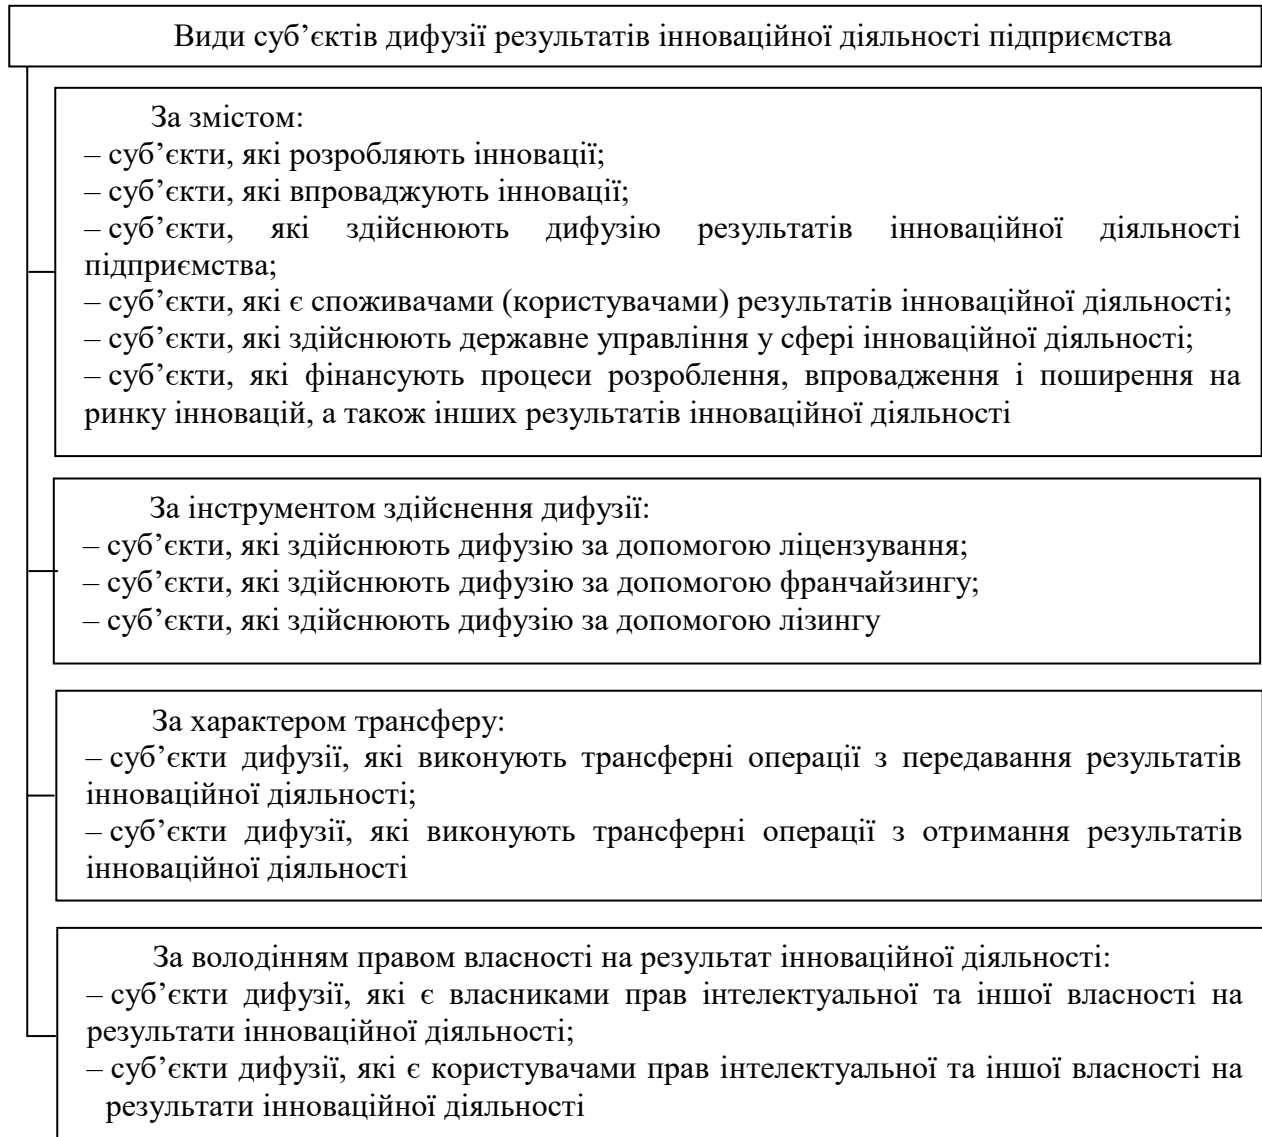 Види суб’єктів дифузії результатів інноваційної діяльності підприємства
За змістом:
– суб’єкти, які розробляють інновації;
– суб’єкти, які впроваджують інновації;
– суб’єкти, які здійснюють дифузію результатів інноваційної діяльності
підприємства;
– суб’єкти, які є споживачами (користувачами) результатів інноваційної діяльності;
– суб’єкти, які здійснюють державне управління у сфері інноваційної діяльності;
– суб’єкти, які фінансують процеси розроблення, впровадження і поширення на
ринку інновацій, а також інших результатів інноваційної діяльності
За інструментом здійснення дифузії:
– суб’єкти, які здійснюють дифузію за допомогою ліцензування;
– суб’єкти, які здійснюють дифузію за допомогою франчайзингу;
– суб’єкти, які здійснюють дифузію за допомогою лізингу
За характером трансферу:
– суб’єкти дифузії, які виконують трансферні операції з передавання результатів
інноваційної діяльності;
– суб’єкти дифузії, які виконують трансферні операції з отримання результатів
інноваційної діяльності
За володінням правом власності на результат інноваційної діяльності:
– суб’єкти дифузії, які є власниками прав інтелектуальної та іншої власності на
результати інноваційної діяльності;
– суб’єкти дифузії, які є користувачами прав інтелектуальної та іншої власності на
результати інноваційної діяльності